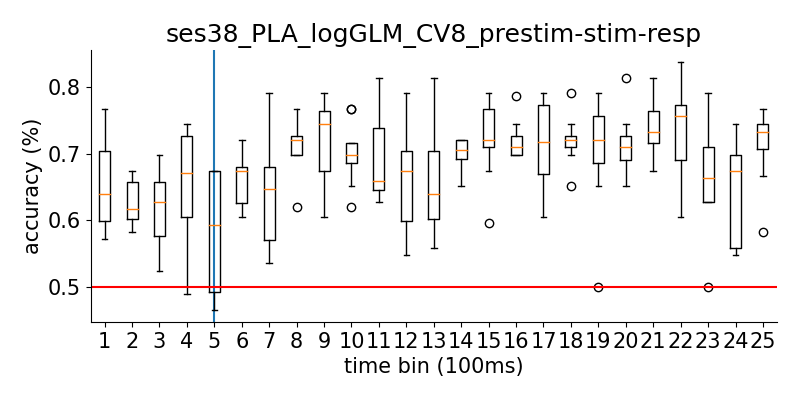 ses38_PLA_logGLM_CV8_prestim-stim-resp
accuracy (%)
0.8
0.7
0.6
0.5
1 2 3 4 5 6 7 8 9 10 11 12 13 14 15 16 17 18 19 20 21 22 23 24 25
time bin (100ms)